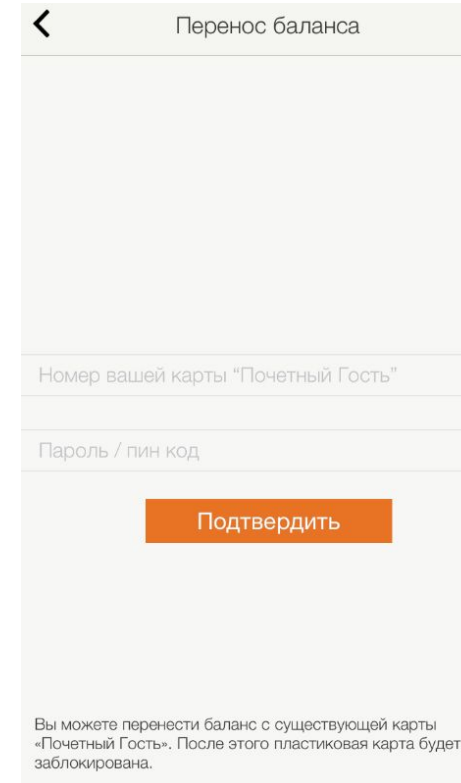 Перенос баланса
Номер вашей карты “Почетный Гость”
Пароль / пин код
Подтвердить
Вы можете перенести баланс с существующей карты
«Почетный Гость». После этого пластиковая карта будет
заблокирована.